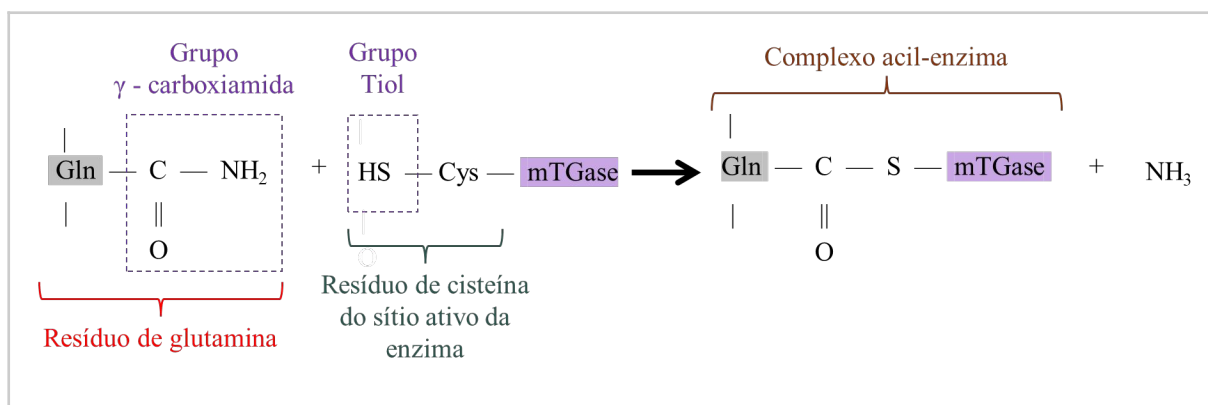 Grupo
γ - carboxiamida
Grupo
Tiol
Complexo acil-enzima
Gln — C — NH₂ + HS — Cys — mTGase → Gln — C — S — mTGase + NH₃
|| ||
O O
Resíduo de glutamina
Resíduo de cisteína
do sítio ativo da
enzima